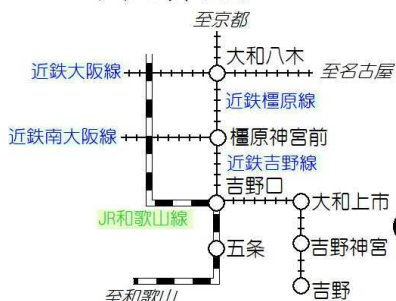 至京都
大和八木
近鉄大阪線
至名古屋
近鉄橿原線
近鉄南大阪線
橿原神宮前
近鉄吉野線
吉野口
大和上市
JR和歌山線
五条
吉野神宮
至和歌山
吉野